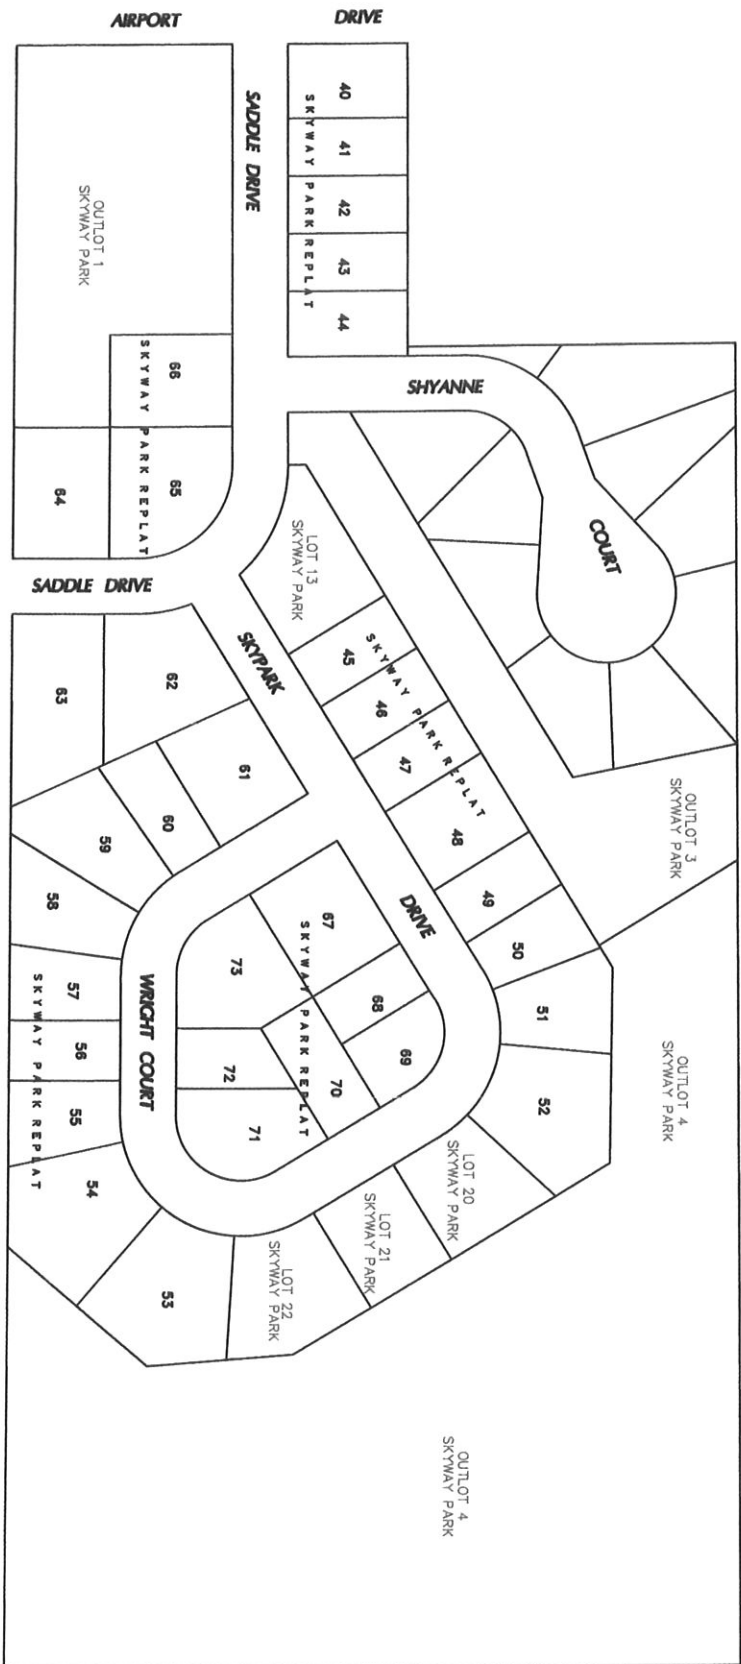 AIRPORT DRIVE
SADDLE DRIVE
40
41
42
43
44
SKYWAY PARK REPLAT
OUTLOT 1
SKYWAY PARK
66
65
64
SKYWAY PARK REPLAT
SHYANNE
COURT
SADDLE DRIVE
LOT 13
SKYWAY PARK
SKYPARK
DRIVE
45
46
47
48
49
50
51
52
SKYWAY PARK REPLAT
OUTLOT 3
SKYWAY PARK
OUTLOT 4
SKYWAY PARK
63
62
61
60
59
58
57
56
55
54
53
SKYWAY PARK REPLAT
WRIGHT COURT
67
68
69
70
71
72
73
SKYWAY PARK REPLAT
LOT 20
SKYWAY PARK
LOT 21
SKYWAY PARK
LOT 22
SKYWAY PARK
OUTLOT 4
SKYWAY PARK